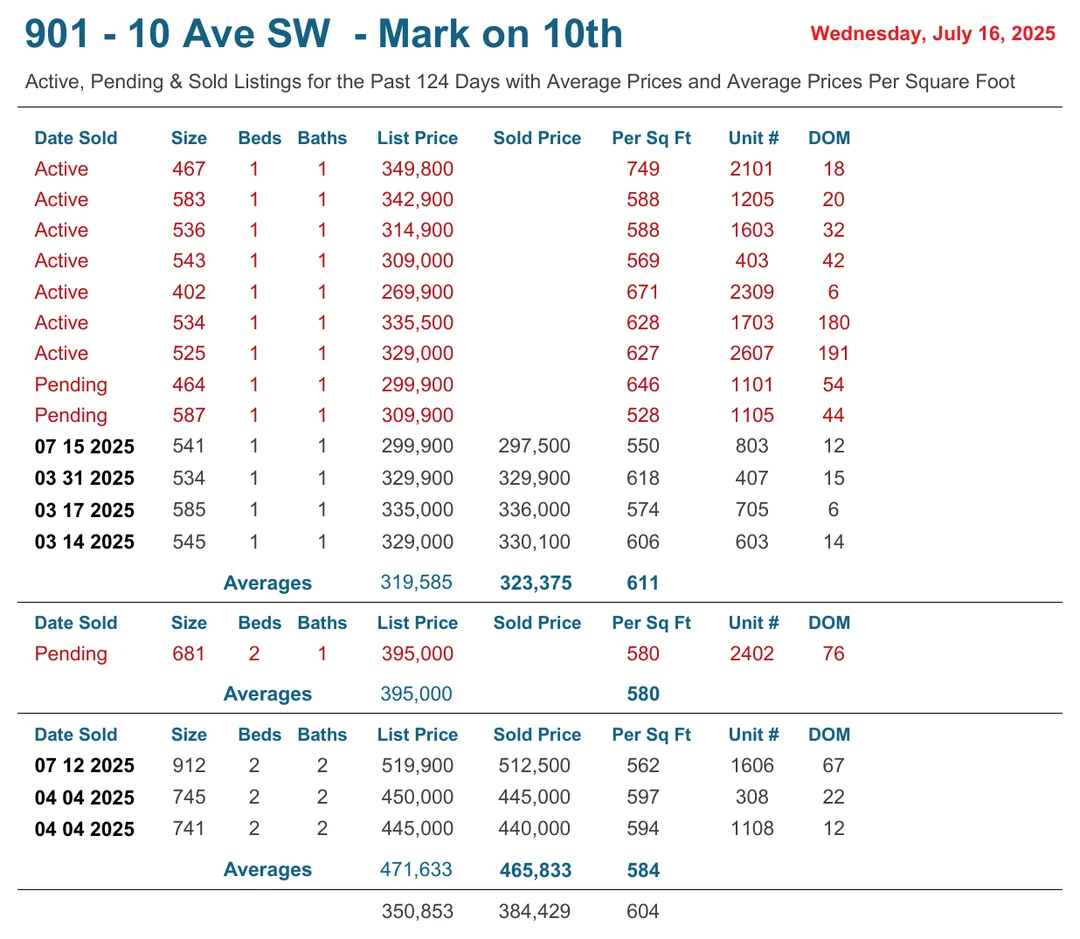 901 - 10 Ave SW - Mark on 10th Wednesday, July 16, 2025
Active, Pending & Sold Listings for the Past 124 Days with Average Prices and Average Prices Per Square Foot
Date Sold Size Beds Baths List Price Sold Price Per Sq Ft Unit # DOM
Active 467 1 1 349,800 749 2101 18
Active 583 1 1 342,900 588 1205 20
Active 536 1 1 314,900 588 1603 32
Active 543 1 1 309,000 569 403 42
Active 402 1 1 269,900 671 2309 6
Active 534 1 1 335,500 628 1703 180
Active 525 1 1 329,000 627 2607 191
Pending 464 1 1 299,900 646 1101 54
Pending 587 1 1 309,900 528 1105 44
07 15 2025 541 1 1 299,900 297,500 550 803 12
03 31 2025 534 1 1 329,900 329,900 618 407 15
03 17 2025 585 1 1 335,000 336,000 574 705 6
03 14 2025 545 1 1 329,000 330,100 606 603 14
Averages 319,585 323,375 611
Date Sold Size Beds Baths List Price Sold Price Per Sq Ft Unit # DOM
Pending 681 2 1 395,000 580 2402 76
Averages 395,000 580
Date Sold Size Beds Baths List Price Sold Price Per Sq Ft Unit # DOM
07 12 2025 912 2 2 519,900 512,500 562 1606 67
04 04 2025 745 2 2 450,000 445,000 597 308 22
04 04 2025 741 2 2 445,000 440,000 594 1108 12
Averages 471,633 465,833 584
350,853 384,429 604